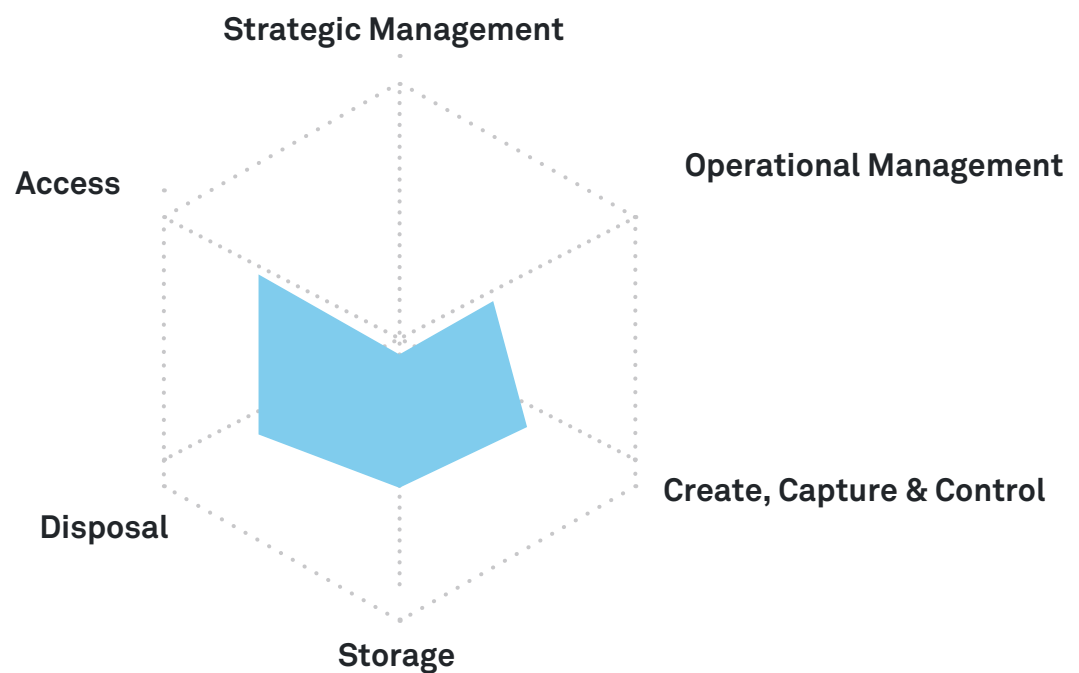 Strategic Management
Operational Management
Access
Create, Capture & Control
Disposal
Storage